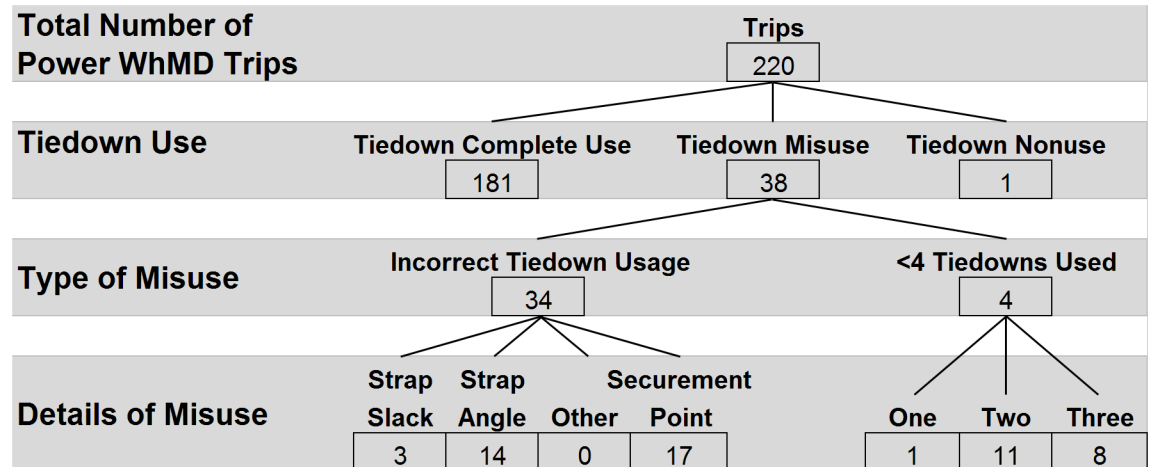 Total Number of
Power WhMD Trips
Trips
220
Tiedown Use
Tiedown Complete Use Tiedown Misuse Tiedown Nonuse
181 38 1
Type of Misuse
Incorrect Tiedown Usage <4 Tiedowns Used
34 4
Details of Misuse
Strap Strap Securement
Slack Angle Other Point One Two Three
3 14 0 17 1 11 8